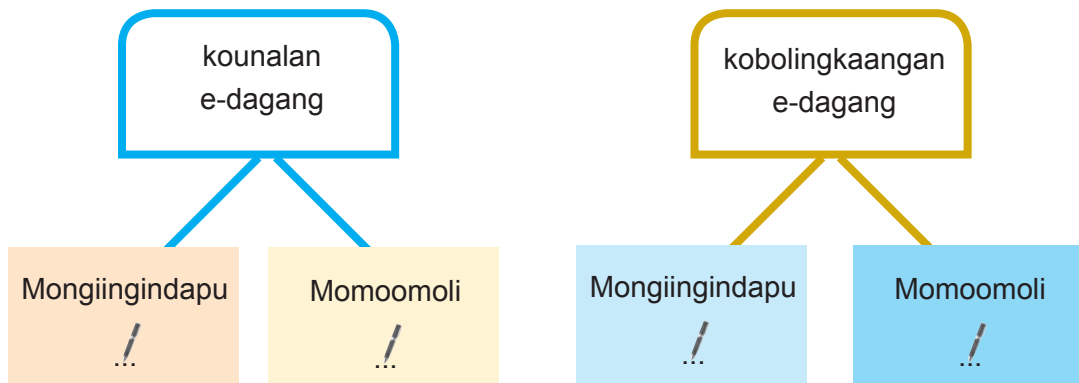 kounalan
e-dagang
kobolingkaangan
e-dagang
Mongiingindapu
...
Momoomoli
...
Mongiingindapu
...
Momoomoli
...